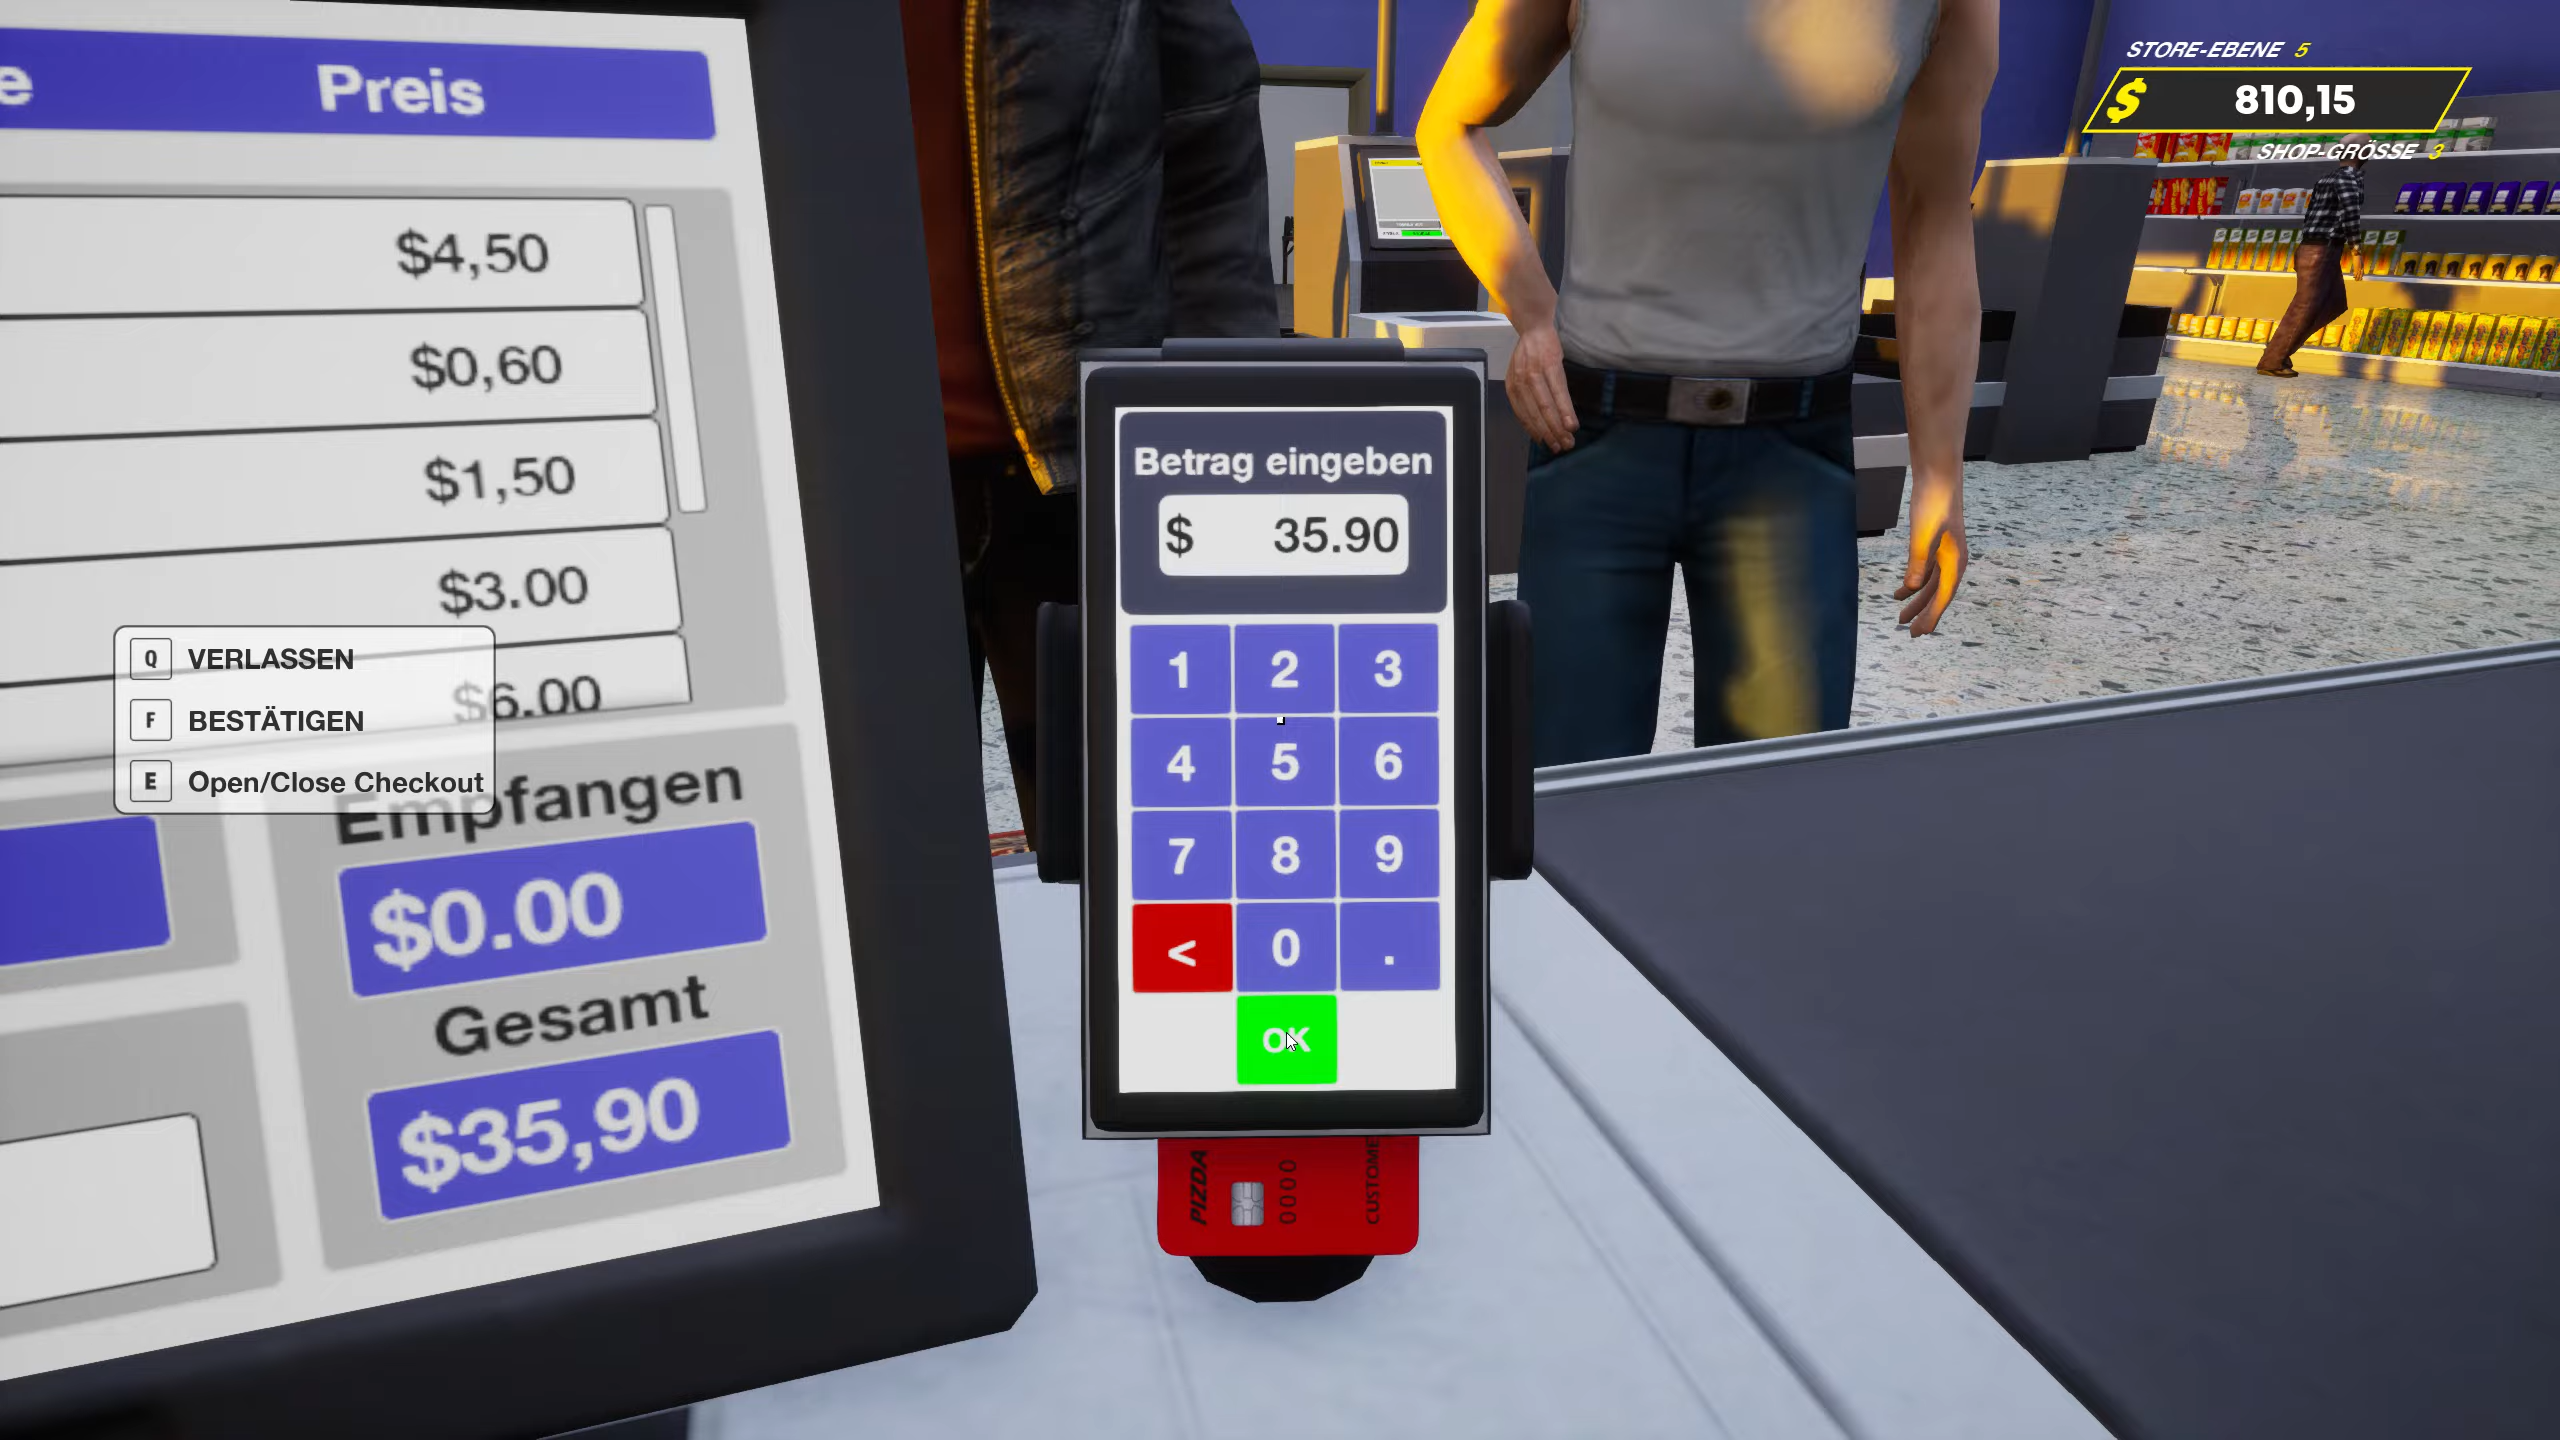 Preis
$4,50
$0,60
$1,50
$3.00
$6.00
Q VERLASSEN
F BESTÄTIGEN
E Open/Close Checkout
Empfangen
$0.00
Gesamt
$35,90
Betrag eingeben
$ 35.90
1 2 3
4 5 6
7 8 9
< 0 .
OK
PIZDA
0000
STORE-EBENE 5
$ 810,15
SHOP-GRÖSSE 3